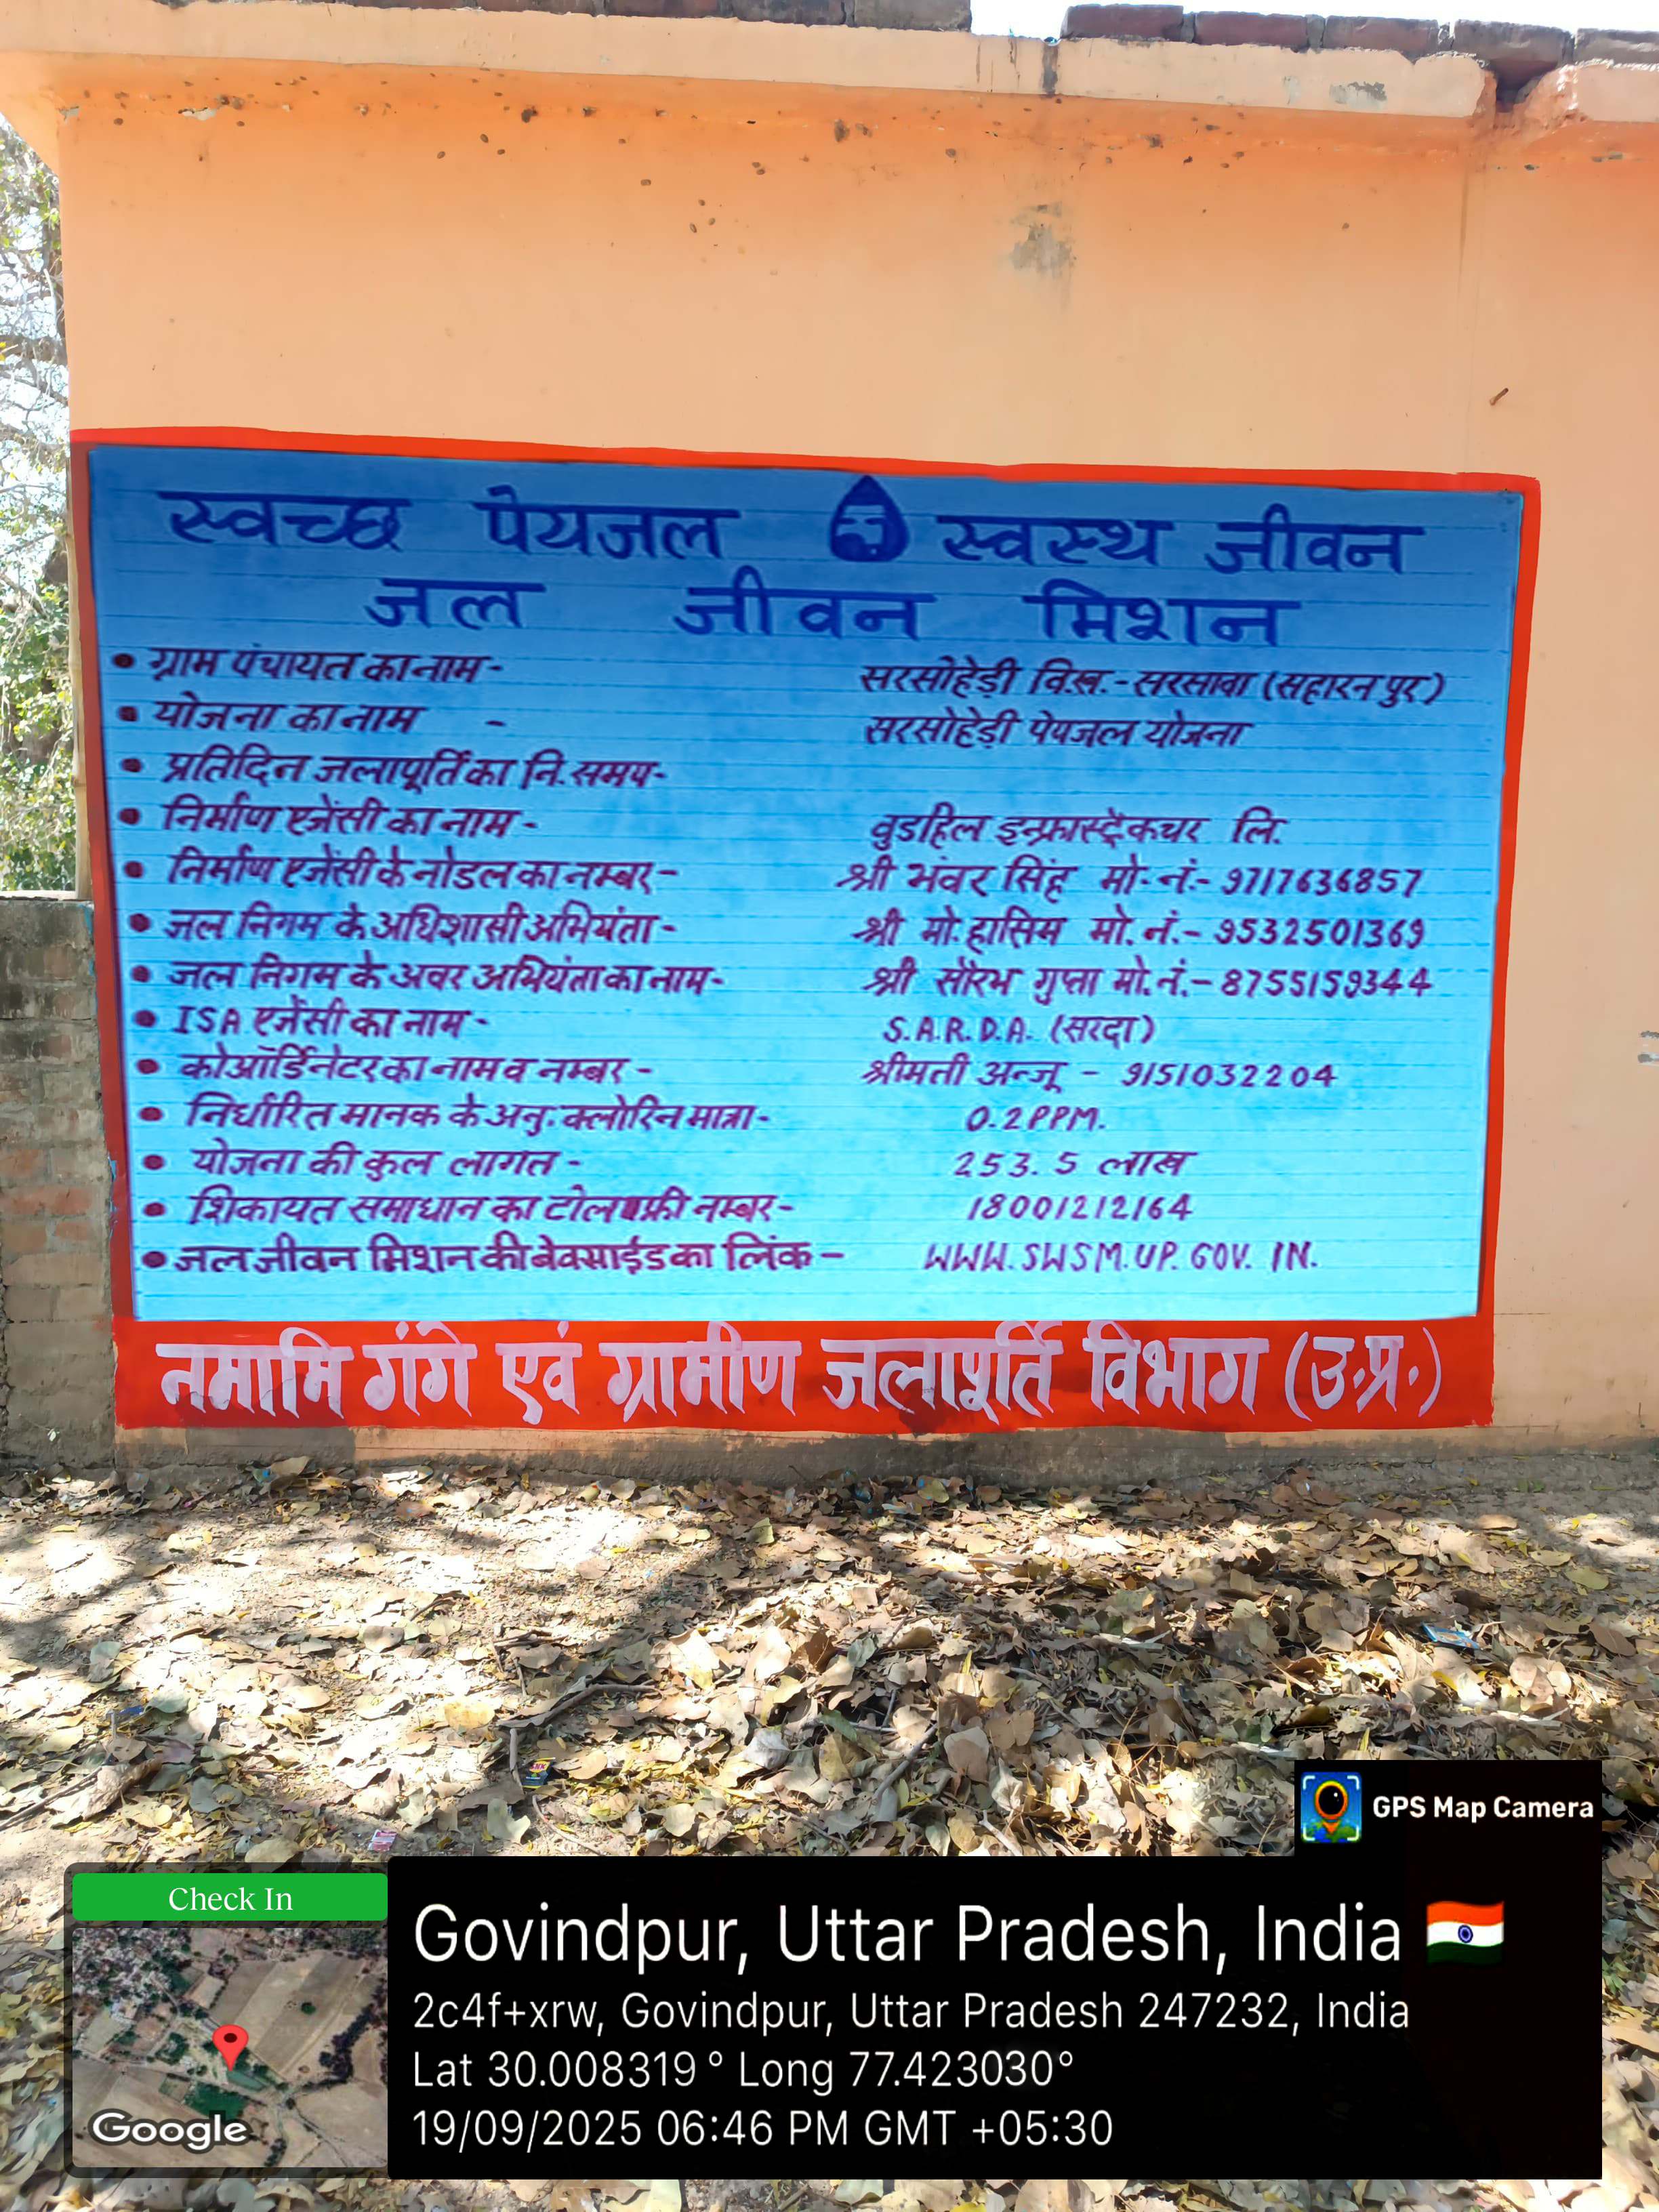 स्वच्छ पेयजल स्वस्थ जीवन
जल जीवन मिशन
• ग्राम पंचायत का नाम - सरसोहेड़ी वि.ख. - सरसावा (सहारनपुर)
• योजना का नाम - सरसोहेड़ी पेयजल योजना
• प्रतिदिन जलापूर्ति का नि. समय-
• निर्माण एजेंसी का नाम - वुडहिल इन्फ्रास्ट्रेकचर लि.
• निर्माण एजेंसी के नोडल का नम्बर - श्री भंवर सिंह मो. नं.- 9717636857
• जल निगम के अधिशासी अभियंता - श्री मो. हासिम मो. नं.- 9532501369
• जल निगम के अवर अभियंता का नाम - श्री सौरभ गुप्ता मो. नं.- 8755159344
• ISA एजेंसी का नाम - S.A.R.D.A. (सरदा)
• कोऑर्डिनेटर का नाम व नम्बर - श्रीमती अन्जू - 9151032204
• निर्धारित मानक के अनु. क्लोरिन मात्रा - 0.2PPM.
• योजना की कुल लागत - 253.5 लाख
• शिकायत समाधान का टोल फ्री नम्बर - 18001212164
• जल जीवन मिशन की बेवसाईड का लिंक - WWW.SWSM.UP.GOV.IN.
नमामि गंगे एवं ग्रामीण जलापूर्ति विभाग (उ.प्र.)
GPS Map Camera
Check In
Google
Govindpur, Uttar Pradesh, India
2c4f+xrw, Govindpur, Uttar Pradesh 247232, India
Lat 30.008319° Long 77.423030°
19/09/2025 06:46 PM GMT +05:30